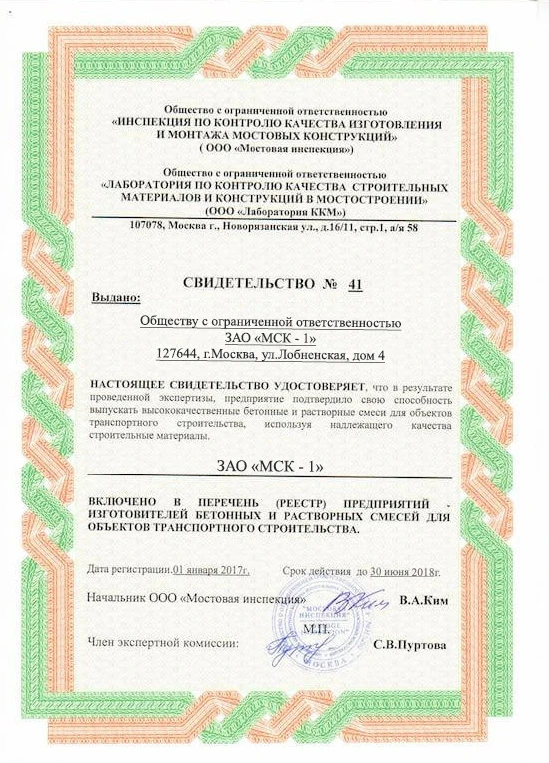 Общество с ограниченной ответственностью
«ИНСПЕКЦИЯ ПО КОНТРОЛЮ КАЧЕСТВА ИЗГОТОВЛЕНИЯ
И МОНТАЖА МОСТОВЫХ КОНСТРУКЦИЙ»
( ООО «Мостовая инспекция»)
Общество с ограниченной ответственностью
«ЛАБОРАТОРИЯ ПО КОНТРОЛЮ КАЧЕСТВА СТРОИТЕЛЬНЫХ
МАТЕРИАЛОВ И КОНСТРУКЦИЙ В МОСТОСТРОЕНИИ»
(ООО «Лаборатория ККМ»)
107078, Москва г., Новорязанская ул., д.16/11, стр.1, а/я 58
СВИДЕТЕЛЬСТВО № 41
Выдано:
Обществу с ограниченной ответственностью
ЗАО «МСК - 1»
127644, г.Москва, ул.Лобненская, дом 4
НАСТОЯЩЕЕ СВИДЕТЕЛЬСТВО УДОСТОВЕРЯЕТ, что в результате
проведенной экспертизы, предприятие подтвердило свою способность
выпускать высококачественные бетонные и растворные смеси для объектов
транспортного строительства, используя надлежащего качества
строительные материалы.
ЗАО «МСК - 1»
ВКЛЮЧЕНО В ПЕРЕЧЕНЬ (РЕЕСТР) ПРЕДПРИЯТИЙ -
ИЗГОТОВИТЕЛЕЙ БЕТОННЫХ И РАСТВОРНЫХ СМЕСЕЙ ДЛЯ
ОБЪЕКТОВ ТРАНСПОРТНОГО СТРОИТЕЛЬСТВА.
Дата регистрации.01 января 2017г. Срок действия до 30 июня 2018г.
Начальник ООО «Мостовая инспекция» В.А.Ким
"МОСТОВАЯ
ИНСПЕКЦИЯ"
М.П.
Член экспертной комиссии: С.В.Пуртова
МОСКВА